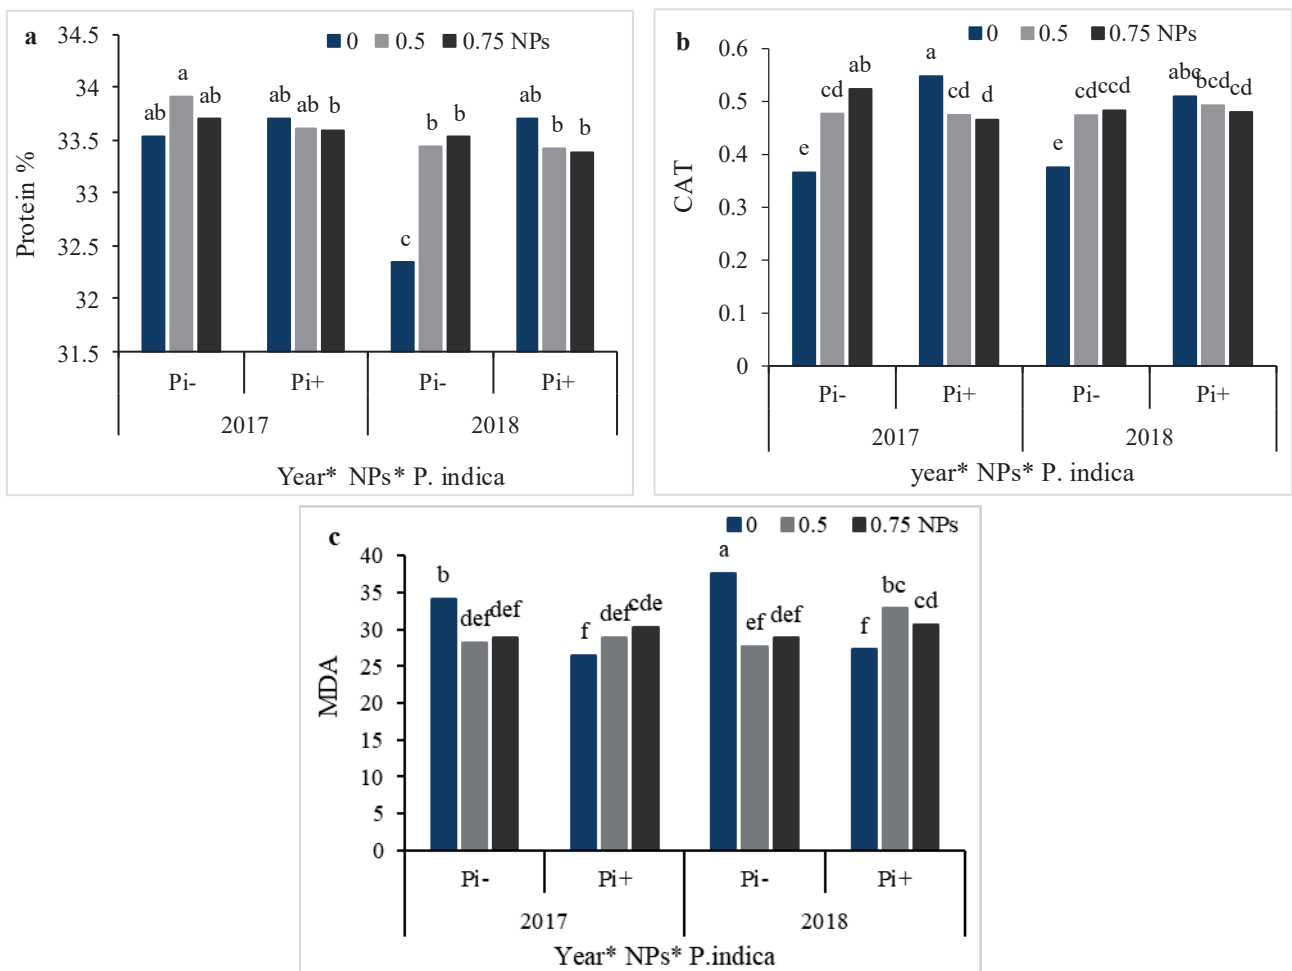 a
0 0.5 0.75 NPs
34.5
34
33.5
33
32.5
32
31.5
Protein %
ab a ab ab ab b c b b ab b b
Pi- Pi+ Pi- Pi+
2017 2018
Year* NPs* P. indica
b
0 0.5 0.75 NPs
0.6
0.5
0.4
0.3
0.2
0.1
0
CAT
e cd ab a cd d e cd ccd abc bcd cd
Pi- Pi+ Pi- Pi+
2017 2018
year* NPs* P. indica
c
0 0.5 0.75 NPs
40
35
30
25
20
15
10
5
0
MDA
b def def f def cde a ef def f bc cd
Pi- Pi+ Pi- Pi+
2017 2018
Year* NPs* P.indica